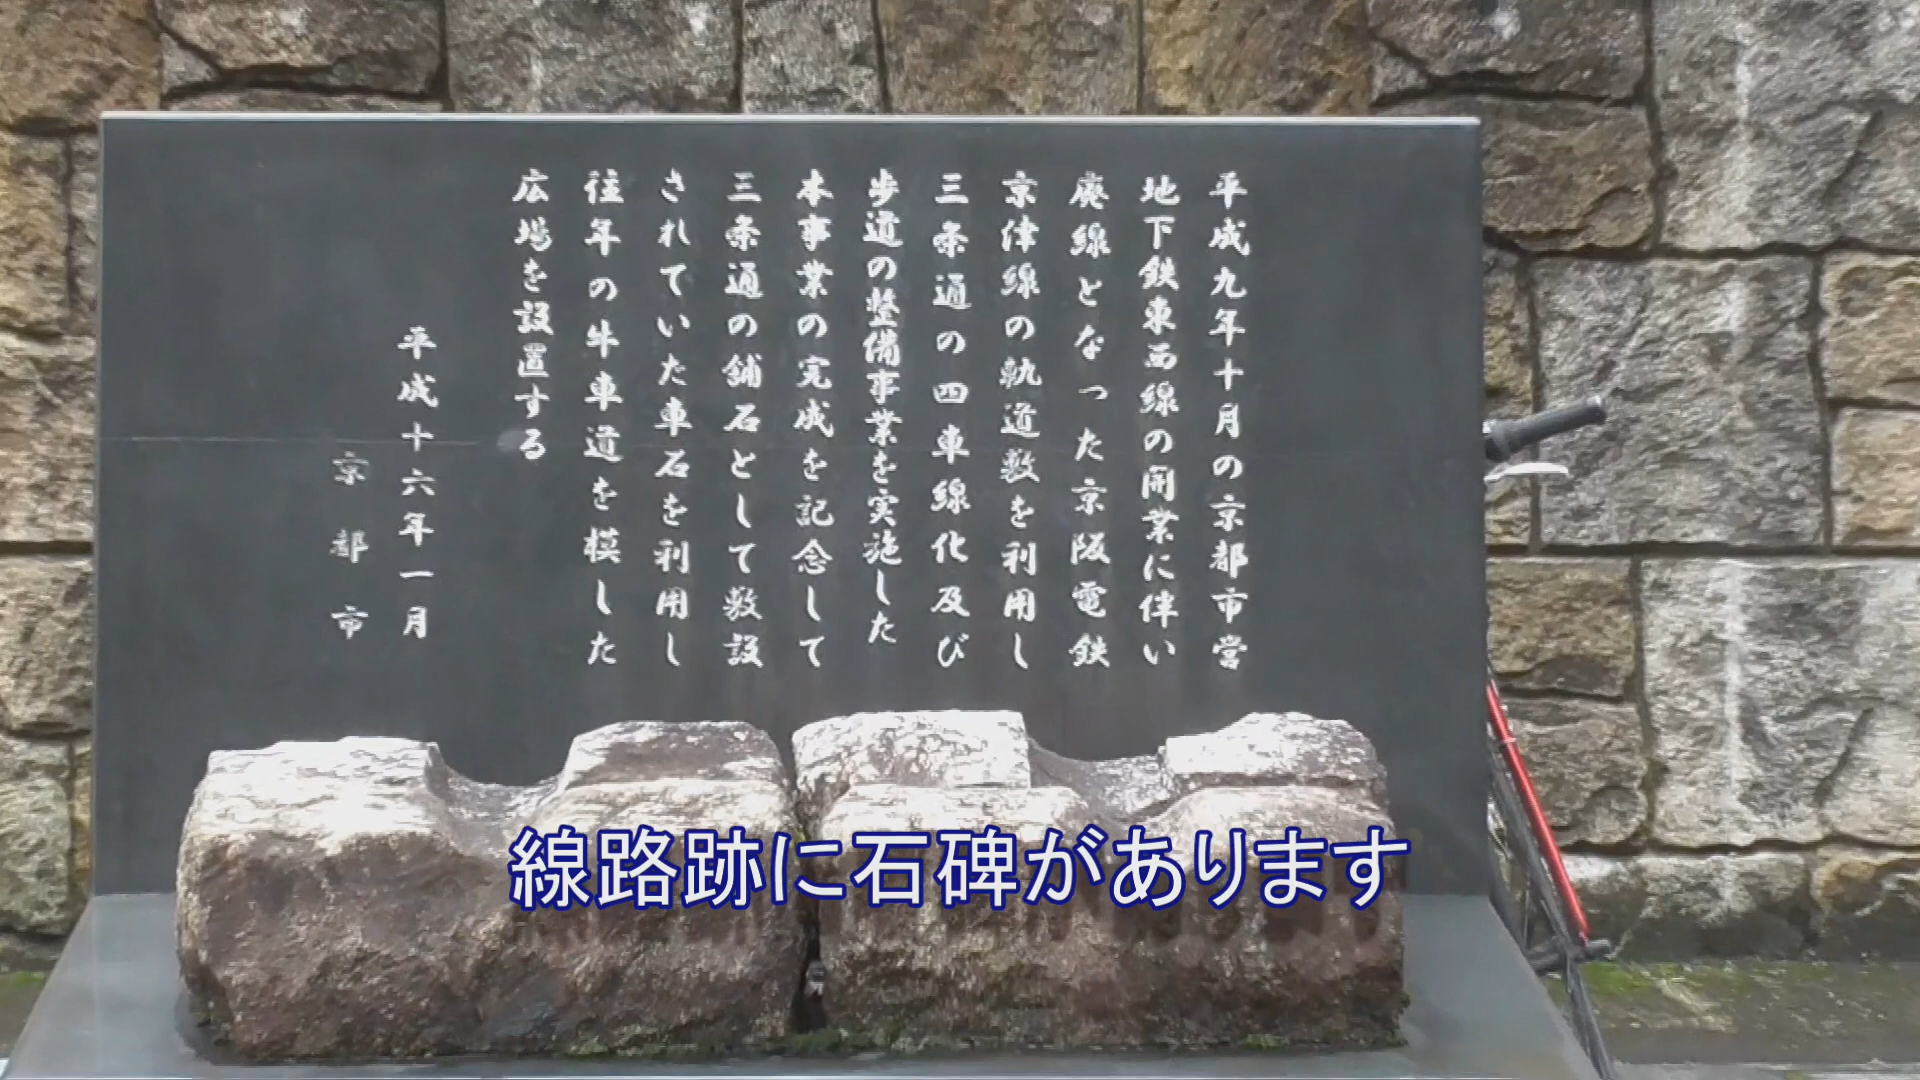 平成九年十月の京都市営
地下鉄東西線の開業に伴い
廃線となった京阪電鉄
京津線の軌道敷を利用し
三条通の四車線化及び
歩道の整備事業を実施した
本事業の完成を記念して
三条通の舗石として敷設
されていた車石を利用し
往年の牛車道を模した
広場を設置する
平成十六年一月
京都市
線路跡に石碑があります